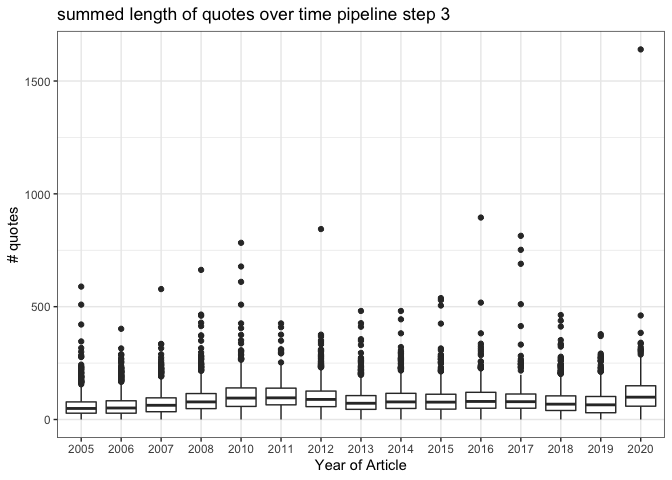 summed length of quotes over time pipeline step 3
# quotes
1500
1000
500
0
2005 2006 2007 2008 2010 2011 2012 2013 2014 2015 2016 2017 2018 2019 2020
Year of Article